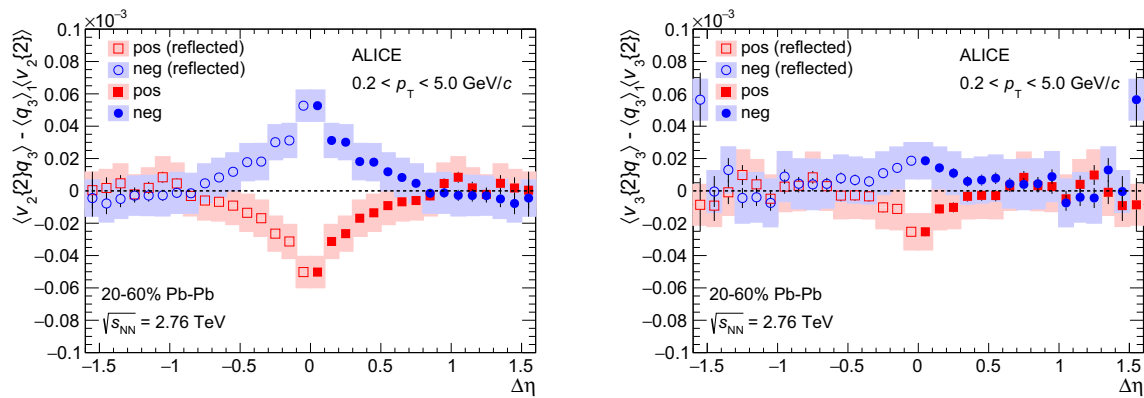 ×10⁻³
0.1
0.08
0.06
0.04
0.02
0
−0.02
−0.04
−0.06
−0.08
−0.1
⟨v₂{2}q₃⟩ - ⟨q₃⟩₁⟨v₂{2}⟩
pos (reflected)
neg (reflected)
pos
neg
ALICE
0.2 < p_T < 5.0 GeV/c
20-60% Pb-Pb
√s_NN = 2.76 TeV
−1.5 −1 −0.5 0 0.5 1 1.5
Δη
×10⁻³
0.1
0.08
0.06
0.04
0.02
0
−0.02
−0.04
−0.06
−0.08
−0.1
⟨v₃{2}q₃⟩ - ⟨q₃⟩₁⟨v₃{2}⟩
pos (reflected)
neg (reflected)
pos
neg
ALICE
0.2 < p_T < 5.0 GeV/c
20-60% Pb-Pb
√s_NN = 2.76 TeV
−1.5 −1 −0.5 0 0.5 1 1.5
Δη